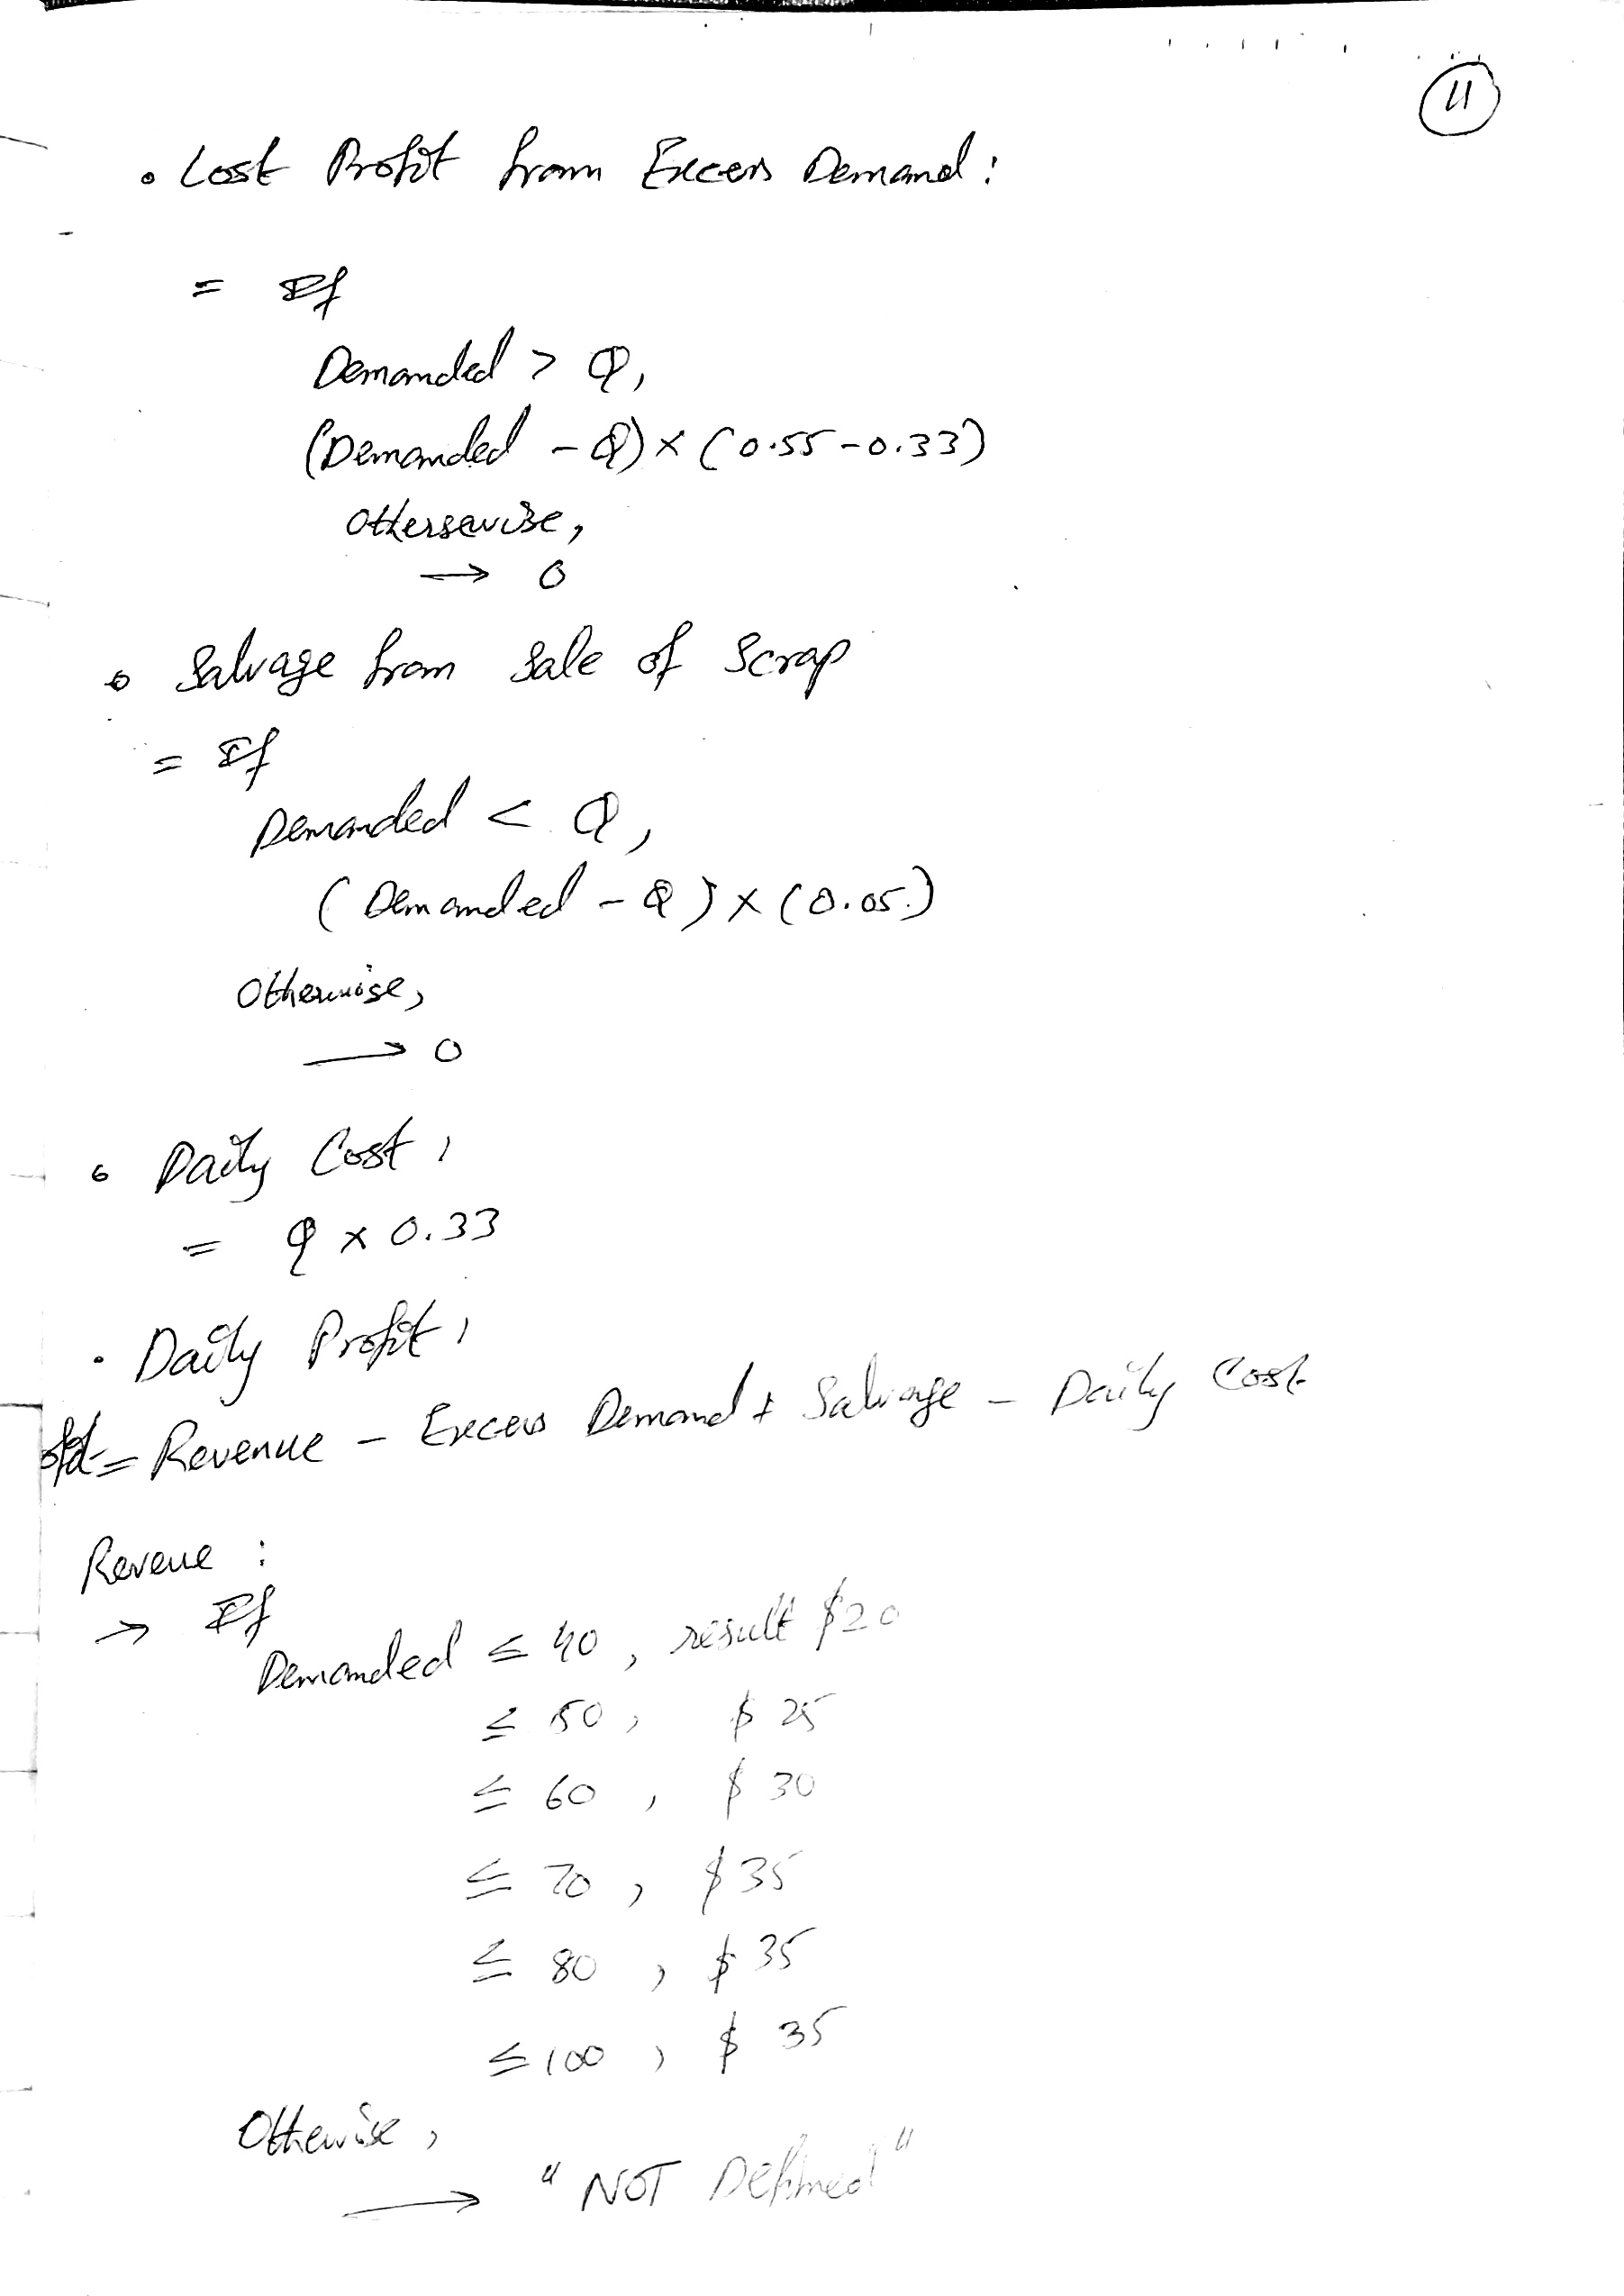 11
• Lost Profit from Excess Demand:
= If
Demanded > Q,
(Demanded - Q) × (0.55-0.33)
Otherwise,
→ 0
• Salvage from Sale of Scrap
= If
Demanded < Q,
(Demanded - Q) × (0.05)
Otherwise,
→ 0
• Daily Cost,
= Q × 0.33
• Daily Profit,
= Revenue - Excess Demand + Salvage - Daily Cost
Reveue :
→ If
Demanded ≤ 40, result $20
≤ 50, $25
≤ 60, $30
≤ 70, $35
≤ 80, $35
≤ 100, $35
Otherwise,
→ "NOT Defined"